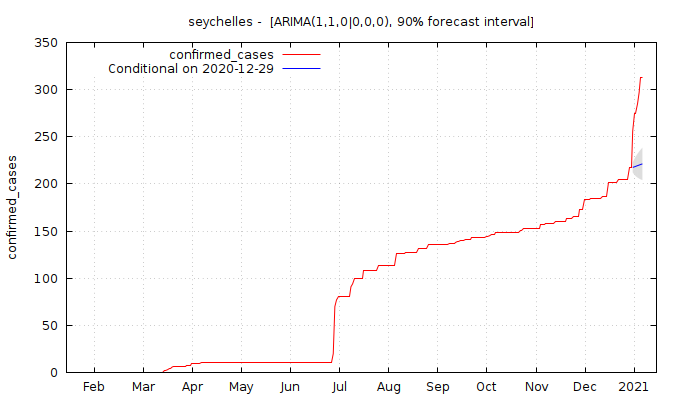 seychelles -  [ARIMA(1,1,0|0,0,0), 90% forecast interval]
confirmed_cases
Conditional on 2020-12-29
confirmed_cases
350
300
250
200
150
100
50
0
Feb Mar Apr May Jun Jul Aug Sep Oct Nov Dec 2021